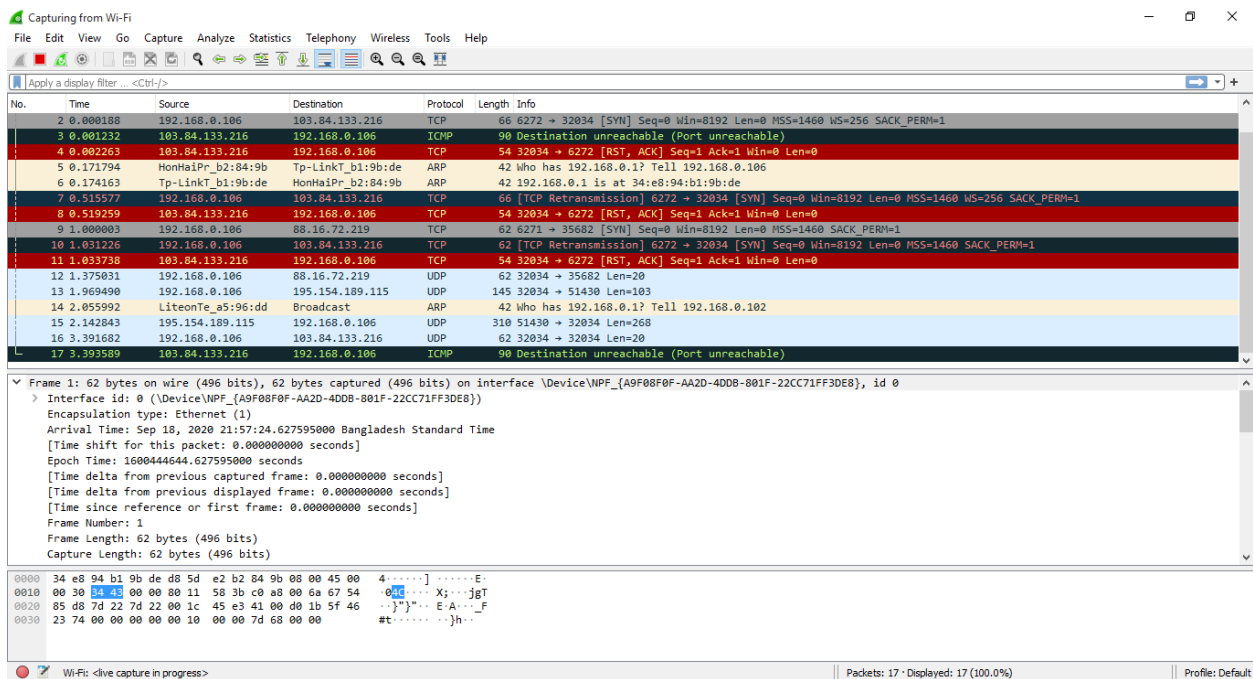 Capturing from Wi-Fi
File Edit View Go Capture Analyze Statistics Telephony Wireless Tools Help
Apply a display filter ... <Ctrl-/>
No. Time Source Destination Protocol Length Info
2 0.000188 192.168.0.106 103.84.133.216 TCP 66 6272 → 32034 [SYN] Seq=0 Win=8192 Len=0 MSS=1460 WS=256 SACK_PERM=1
3 0.001232 103.84.133.216 192.168.0.106 ICMP 90 Destination unreachable (Port unreachable)
4 0.002263 103.84.133.216 192.168.0.106 TCP 54 32034 → 6272 [RST, ACK] Seq=1 Ack=1 Win=0 Len=0
5 0.171794 HonHaiPr_b2:84:9b Tp-LinkT_b1:9b:de ARP 42 Who has 192.168.0.1? Tell 192.168.0.106
6 0.174163 Tp-LinkT_b1:9b:de HonHaiPr_b2:84:9b ARP 42 192.168.0.1 is at 34:e8:94:b1:9b:de
7 0.515577 192.168.0.106 103.84.133.216 TCP 66 [TCP Retransmission] 6272 → 32034 [SYN] Seq=0 Win=8192 Len=0 MSS=1460 WS=256 SACK_PERM=1
8 0.519259 103.84.133.216 192.168.0.106 TCP 54 32034 → 6272 [RST, ACK] Seq=1 Ack=1 Win=0 Len=0
9 1.000003 192.168.0.106 88.16.72.219 TCP 62 6271 → 35682 [SYN] Seq=0 Win=8192 Len=0 MSS=1460 SACK_PERM=1
10 1.031226 192.168.0.106 103.84.133.216 TCP 62 [TCP Retransmission] 6272 → 32034 [SYN] Seq=0 Win=8192 Len=0 MSS=1460 SACK_PERM=1
11 1.033738 103.84.133.216 192.168.0.106 TCP 54 32034 → 6272 [RST, ACK] Seq=1 Ack=1 Win=0 Len=0
12 1.375031 192.168.0.106 88.16.72.219 UDP 62 32034 → 35682 Len=20
13 1.969490 192.168.0.106 195.154.189.115 UDP 145 32034 → 51430 Len=103
14 2.055992 LiteonTe_a5:96:dd Broadcast ARP 42 Who has 192.168.0.1? Tell 192.168.0.102
15 2.142843 195.154.189.115 192.168.0.106 UDP 310 51430 → 32034 Len=268
16 3.391682 192.168.0.106 103.84.133.216 UDP 62 32034 → 32034 Len=20
17 3.393589 103.84.133.216 192.168.0.106 ICMP 90 Destination unreachable (Port unreachable)
Frame 1: 62 bytes on wire (496 bits), 62 bytes captured (496 bits) on interface \Device\NPF_{A9F08F0F-AA2D-4DDB-801F-22CC71FF3DE8}, id 0
Interface id: 0 (\Device\NPF_{A9F08F0F-AA2D-4DDB-801F-22CC71FF3DE8})
Encapsulation type: Ethernet (1)
Arrival Time: Sep 18, 2020 21:57:24.627595000 Bangladesh Standard Time
[Time shift for this packet: 0.000000000 seconds]
Epoch Time: 1600444644.627595000 seconds
[Time delta from previous captured frame: 0.000000000 seconds]
[Time delta from previous displayed frame: 0.000000000 seconds]
[Time since reference or first frame: 0.000000000 seconds]
Frame Number: 1
Frame Length: 62 bytes (496 bits)
Capture Length: 62 bytes (496 bits)
0000 34 e8 94 b1 9b de d8 5d e2 b2 84 9b 08 00 45 00 4······] ······E·
0010 00 30 34 43 00 00 80 11 58 3b c0 a8 00 6a 67 54 ·04C···· X;···jgT
0020 85 d8 7d 22 7d 22 00 1c 45 e3 41 00 d0 1b 5f 46 ··}"}"·· E·A···_F
0030 23 74 00 00 00 00 00 10 00 00 7d 68 00 00 #t······ ··}h··
Wi-Fi: <live capture in progress> Packets: 17 · Displayed: 17 (100.0%) Profile: Default